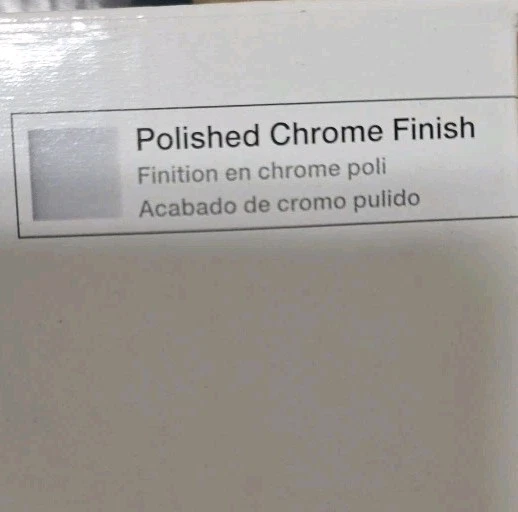 Polished Chrome Finish
Finition en chrome poli
Acabado de cromo pulido